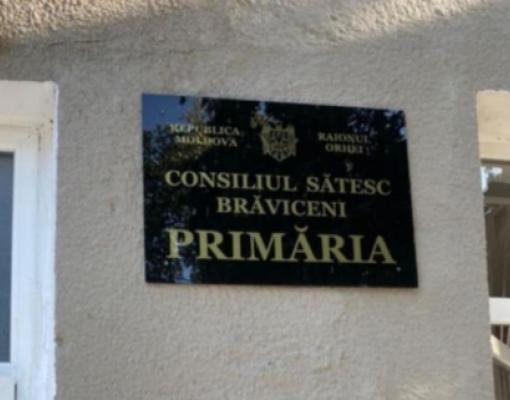 REPUBLICA MOLDOVA
RAIONUL ORHEI
CONSILIUL SĂTESC
BRĂVICENI
PRIMĂRIA